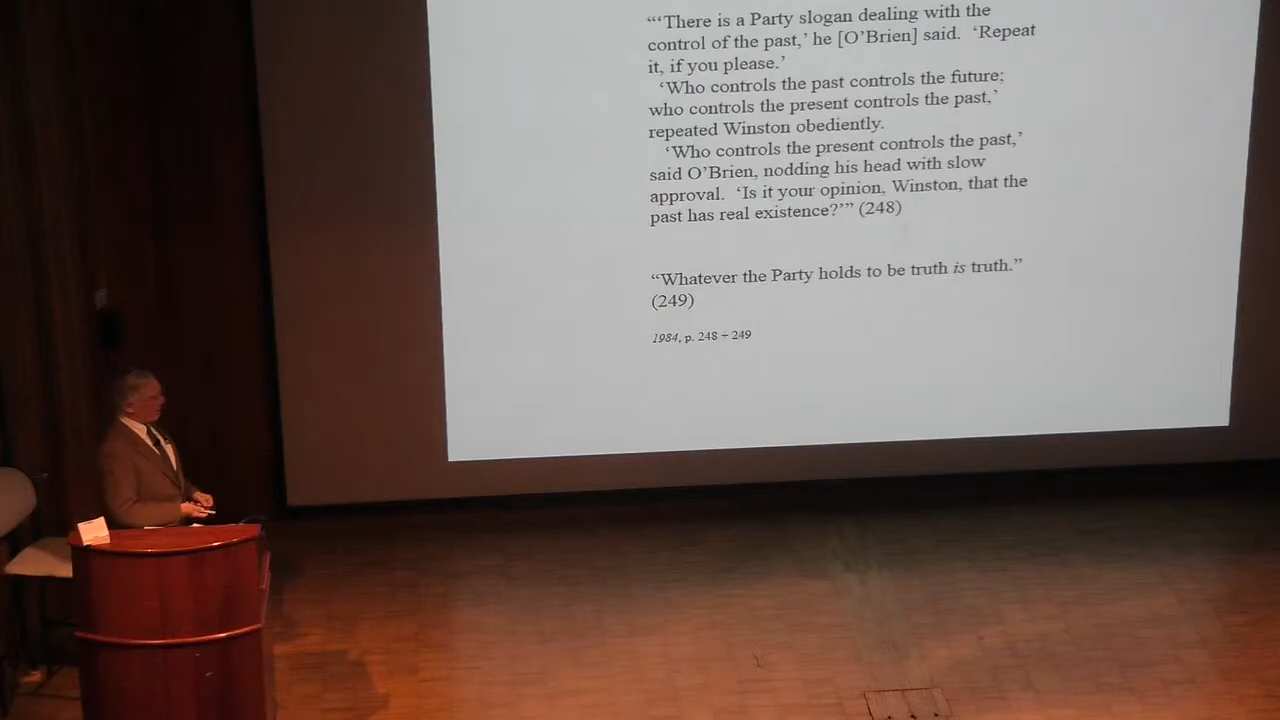 “‘There is a Party slogan dealing with the
control of the past,’ he [O’Brien] said.  ‘Repeat
it, if you please.’
‘Who controls the past controls the future;
who controls the present controls the past,’
repeated Winston obediently.
‘Who controls the present controls the past,’
said O’Brien, nodding his head with slow
approval.  ‘Is it your opinion, Winston, that the
past has real existence?’” (248)
“Whatever the Party holds to be truth is truth.”
(249)
1984, p. 248 + 249